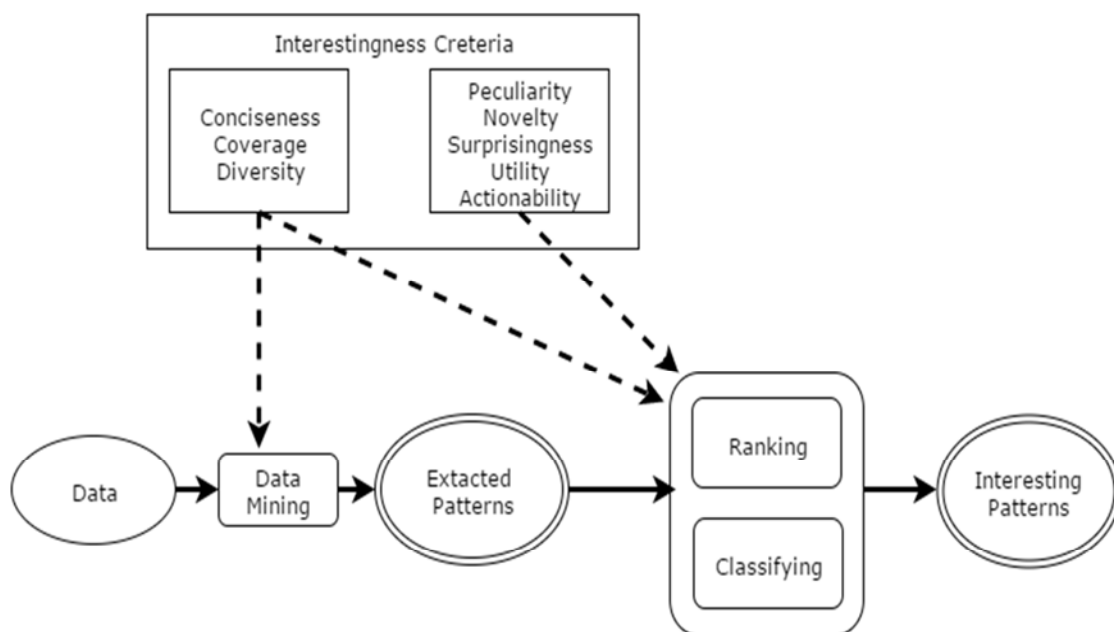 Interestingness Creteria
Conciseness
Coverage
Diversity
Peculiarity
Novelty
Surprisingness
Utility
Actionability
Data
Data
Mining
Extacted
Patterns
Ranking
Classifying
Interesting
Patterns